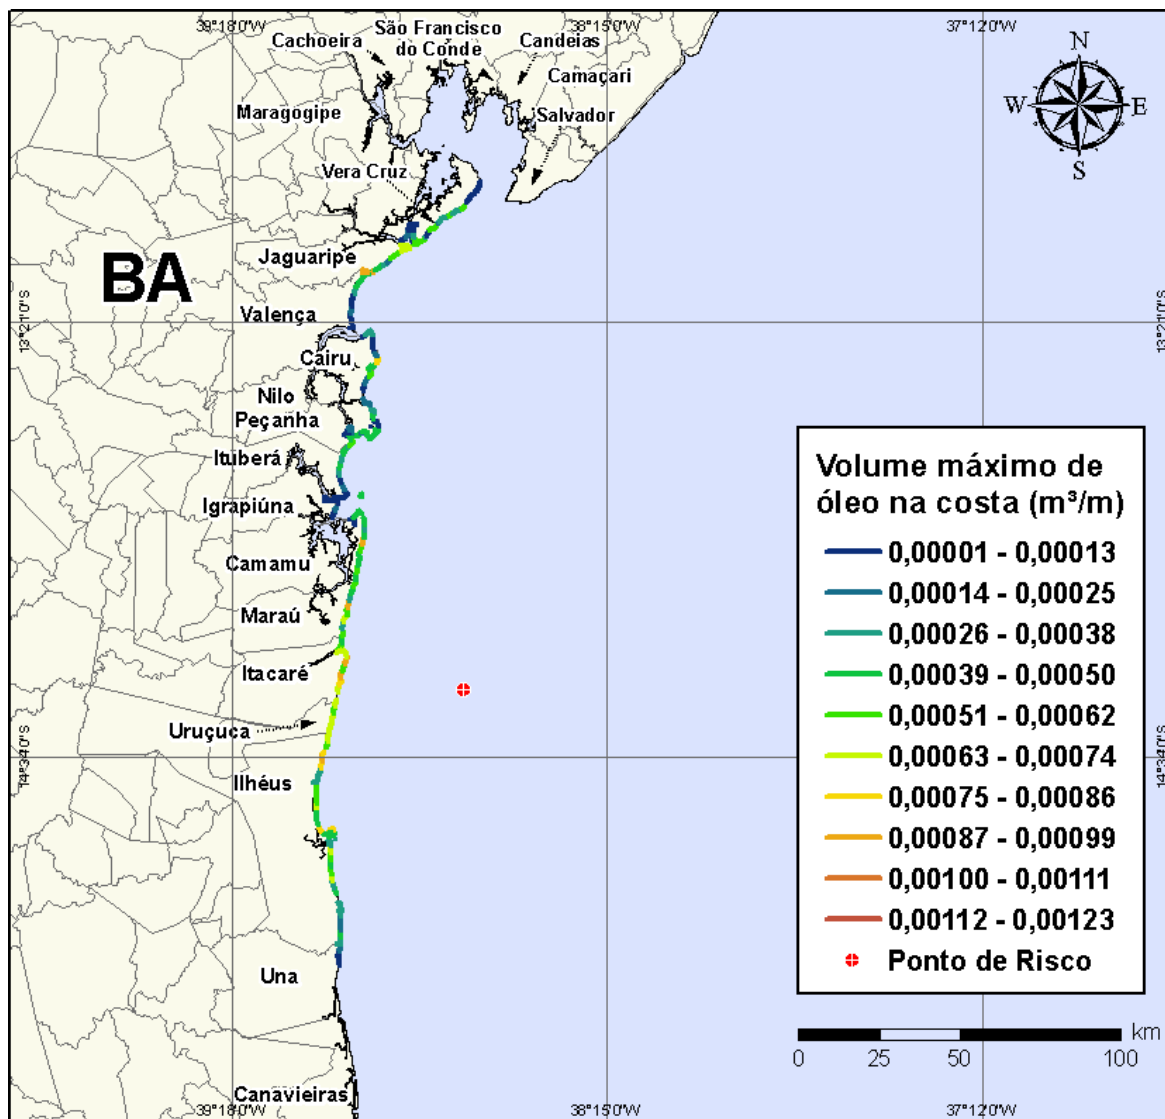 39°18'0"W
38°15'0"W
37°12'0"W
São Francisco
do Conde
Cachoeira
Candeias
Camaçari
Maragogipe
Salvador
Vera Cruz
N
W
E
S
Jaguaripe
BA
Valença
13°21'0"S
13°21'0"S
Cairu
Nilo
Peçanha
Ituberá
Igrapiúna
Camamu
Maraú
Itacaré
Uruçuca
14°34'0"S
14°34'0"S
Ilhéus
Una
Canavieiras
Volume máximo de
óleo na costa (m³/m)
0,00001 - 0,00013
0,00014 - 0,00025
0,00026 - 0,00038
0,00039 - 0,00050
0,00051 - 0,00062
0,00063 - 0,00074
0,00075 - 0,00086
0,00087 - 0,00099
0,00100 - 0,00111
0,00112 - 0,00123
Ponto de Risco
km
0 25 50 100
39°18'0"W
38°15'0"W
37°12'0"W